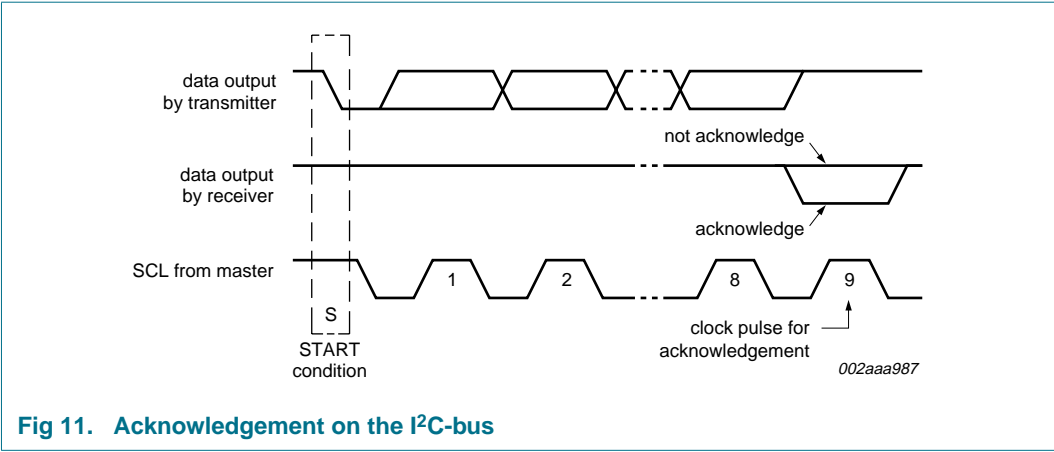 data output
by transmitter
not acknowledge
data output
by receiver
acknowledge
SCL from master
1
2
8
9
S
START
condition
clock pulse for
acknowledgement
002aaa987
Fig 11. Acknowledgement on the I²C-bus